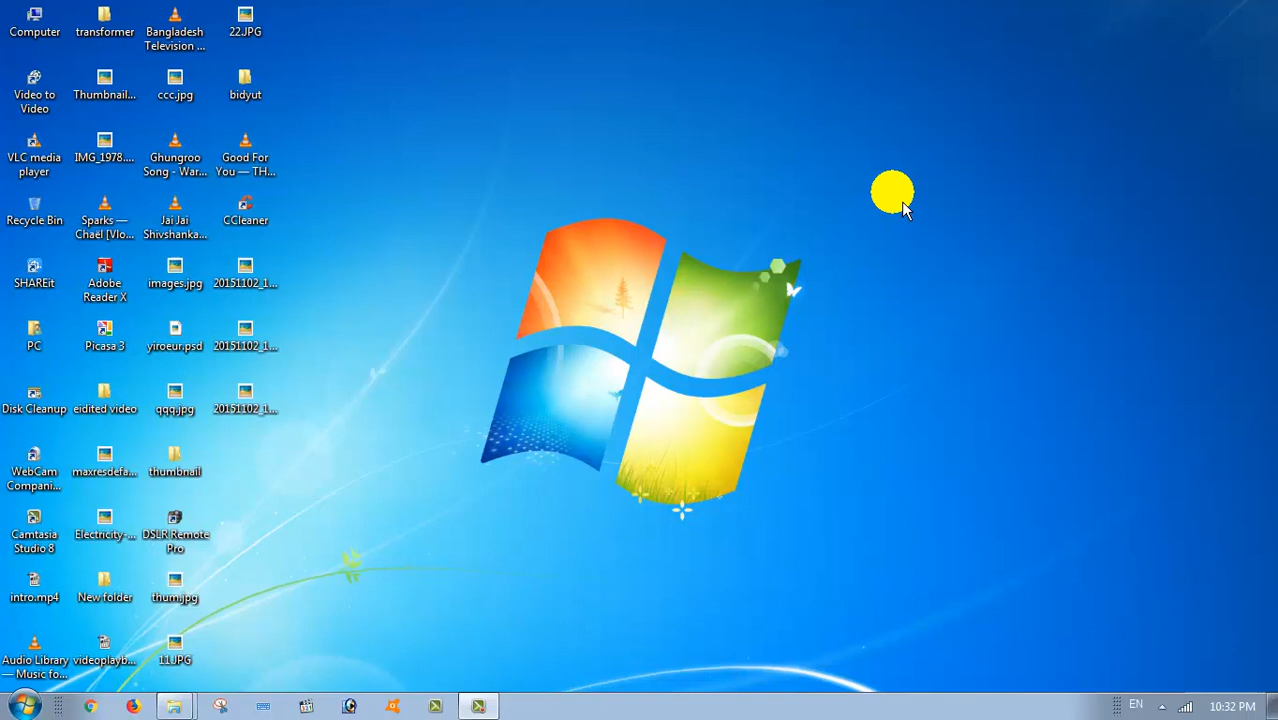 Computer
transformer
Bangladesh
Television ...
22.JPG
Video to
Video
Thumbnail...
ccc.jpg
bidyut
VLC media
player
IMG_1978....
Ghungroo
Song - War...
Good For
You — TH...
Recycle Bin
Sparks —
Chael [Vlo...
Jai Jai
Shivshanka...
CCleaner
SHAREit
Adobe
Reader X
images.jpg
20151102_1...
PC
Picasa 3
yiroeur.psd
20151102_1...
Disk Cleanup
eidited video
qqq.jpg
20151102_1...
WebCam
Compani...
maxresdefa...
thumbnail
Camtasia
Studio 8
Electricity-...
DSLR Remote
Pro
intro.mp4
New folder
thum.jpg
Audio Library
— Music fo...
videoplayb...
11.JPG
EN
10:32 PM